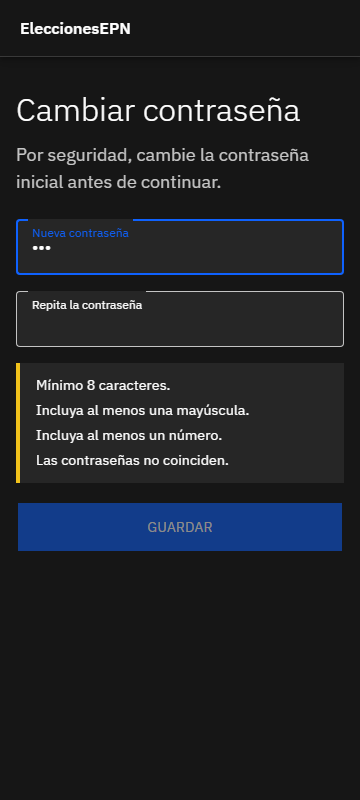 EleccionesEPN
Cambiar contraseña
Por seguridad, cambie la contraseña
inicial antes de continuar.
Nueva contraseña
•••
Repita la contraseña
Mínimo 8 caracteres.
Incluya al menos una mayúscula.
Incluya al menos un número.
Las contraseñas no coinciden.
GUARDAR